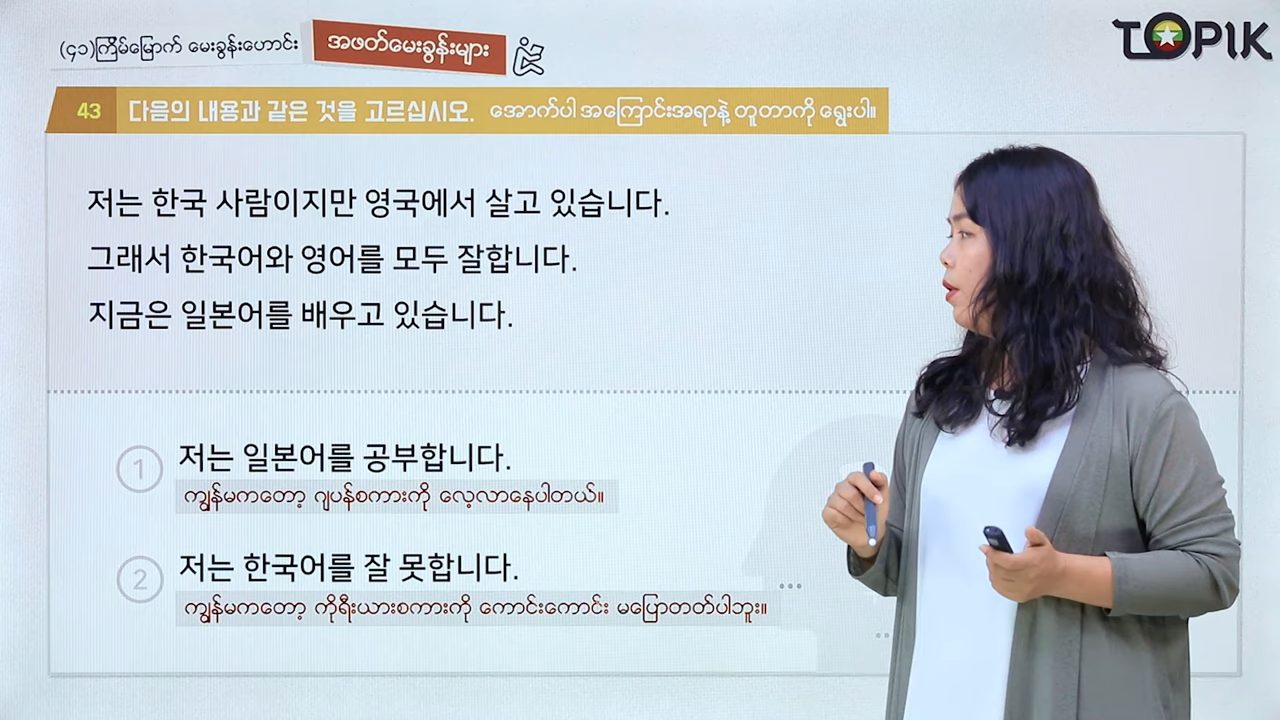 (၄၁)ကြိမ်မြောက် မေးခွန်းဟောင်း အဖတ်မေးခွန်းများ
TOPIK
43 다음의 내용과 같은 것을 고르십시오. အောက်ပါ အကြောင်းအရာနဲ့ တူတာကို ရွေးပါ။
저는 한국 사람이지만 영국에서 살고 있습니다.
그래서 한국어와 영어를 모두 잘합니다.
지금은 일본어를 배우고 있습니다.
1 저는 일본어를 공부합니다.
ကျွန်မကတော့ ဂျပန်စကားကို လေ့လာနေပါတယ်။
2 저는 한국어를 잘 못합니다.
ကျွန်မကတော့ ကိုရီးယားစကားကို ကောင်းကောင်း မပြောတတ်ပါဘူး။